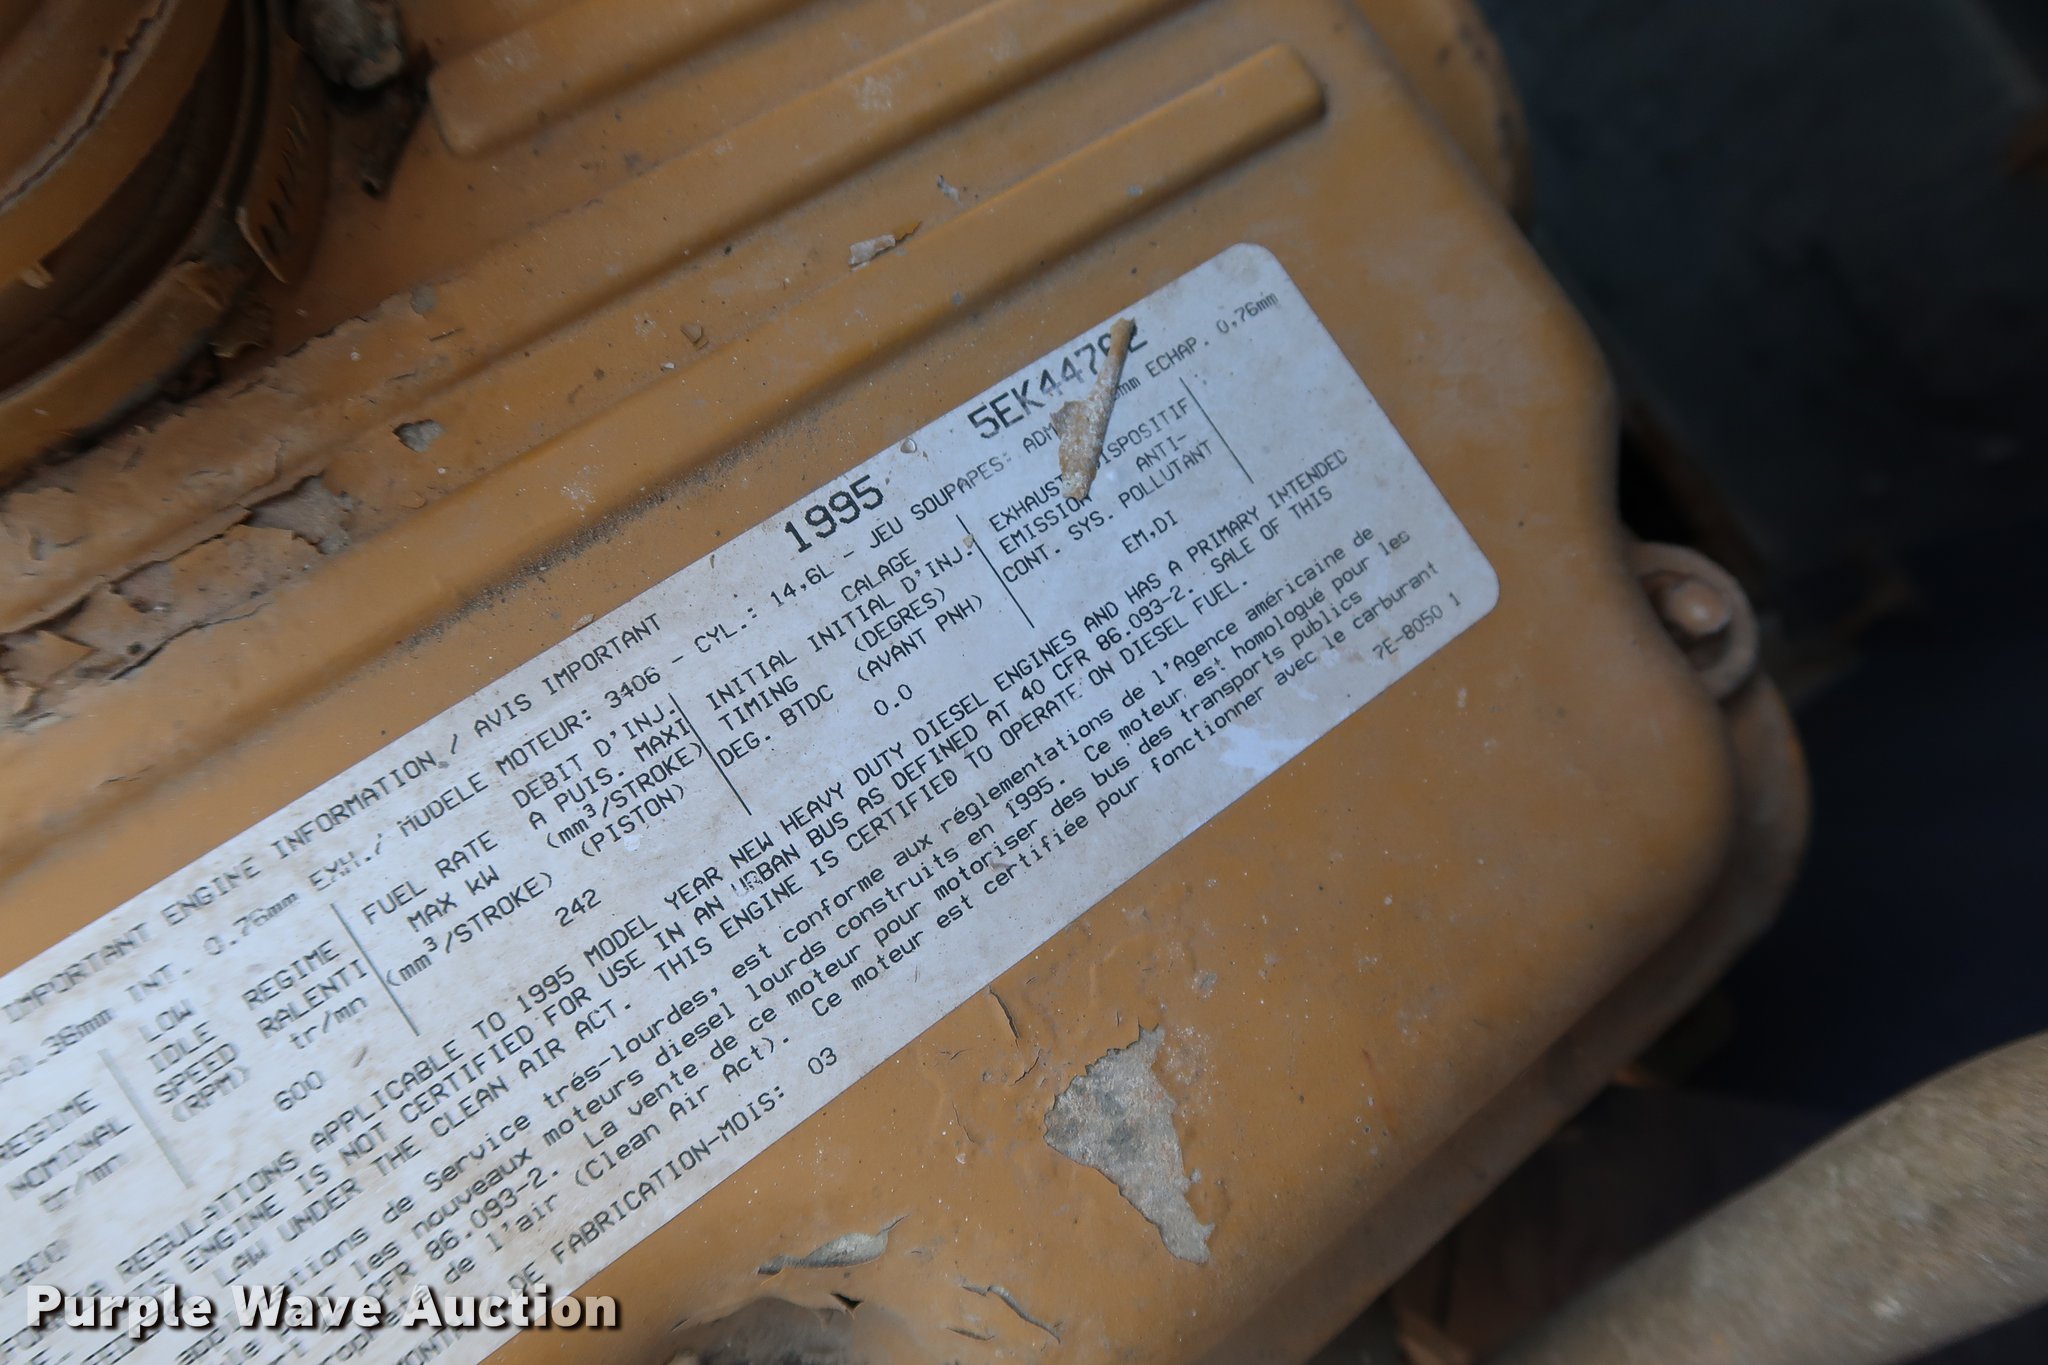 IMPORTANT ENGINE INFORMATION / AVIS IMPORTANT 1995
INT. 0.76mm EXH./ MODELE MOTEUR: 3406 - CYL.: 14,6L - JEU SOUPAPES: mm ECHAP. 0,76mm
REGIME
NOMINAL
tr/mn
LOW
IDLE
SPEED
(RPM)
REGIME
RALENTI
tr/mn
600
FUEL RATE
MAX kW
(mm³/STROKE)
DEBIT D'INJ.
A PUIS. MAXI
(mm³/STROKE)
(PISTON)
242
INITIAL
TIMING
DEG. BTDC
CALAGE
INITIAL D'INJ.
(DEGRES)
(AVANT PNH)
0.0
EMISSION
CONT. SYS.
ANTI-
POLLUTANT
EM,DI
REGULATIONS APPLICABLE TO 1995 MODEL YEAR NEW HEAVY DUTY DIESEL ENGINES AND HAS A PRIMARY INTENDED
ENGINE IS NOT CERTIFIED FOR USE IN AN URBAN BUS AS DEFINED AT 40 CFR 86.093-2. SALE OF THIS
LAW UNDER THE CLEAN AIR ACT. THIS ENGINE IS CERTIFIED TO OPERATE ON DIESEL FUEL.
de Service trés-lourdes, est conforme aux réglementations de l'Agence américaine de
les nouveaux moteurs diesel lourds construits en 1995. Ce moteur est homologué pour les
86.093-2. La vente de ce moteur pour motoriser des bus des transports publics
de l'air (Clean Air Act). Ce moteur est certifiée pour fonctionner avec le carburant
DE FABRICATION-MOIS: 03
7E-8050 1
Purple Wave Auction